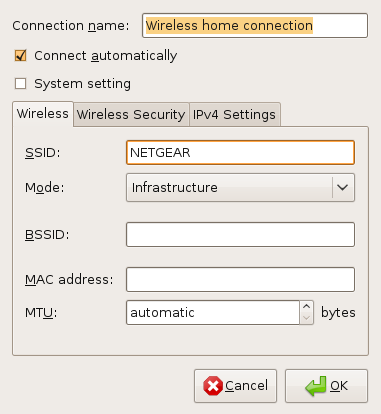 Connection name: Wireless home connection
Connect automatically
System setting
Wireless Wireless Security IPv4 Settings
SSID: NETGEAR
Mode: Infrastructure
BSSID:
MAC address:
MTU: automatic bytes
Cancel OK